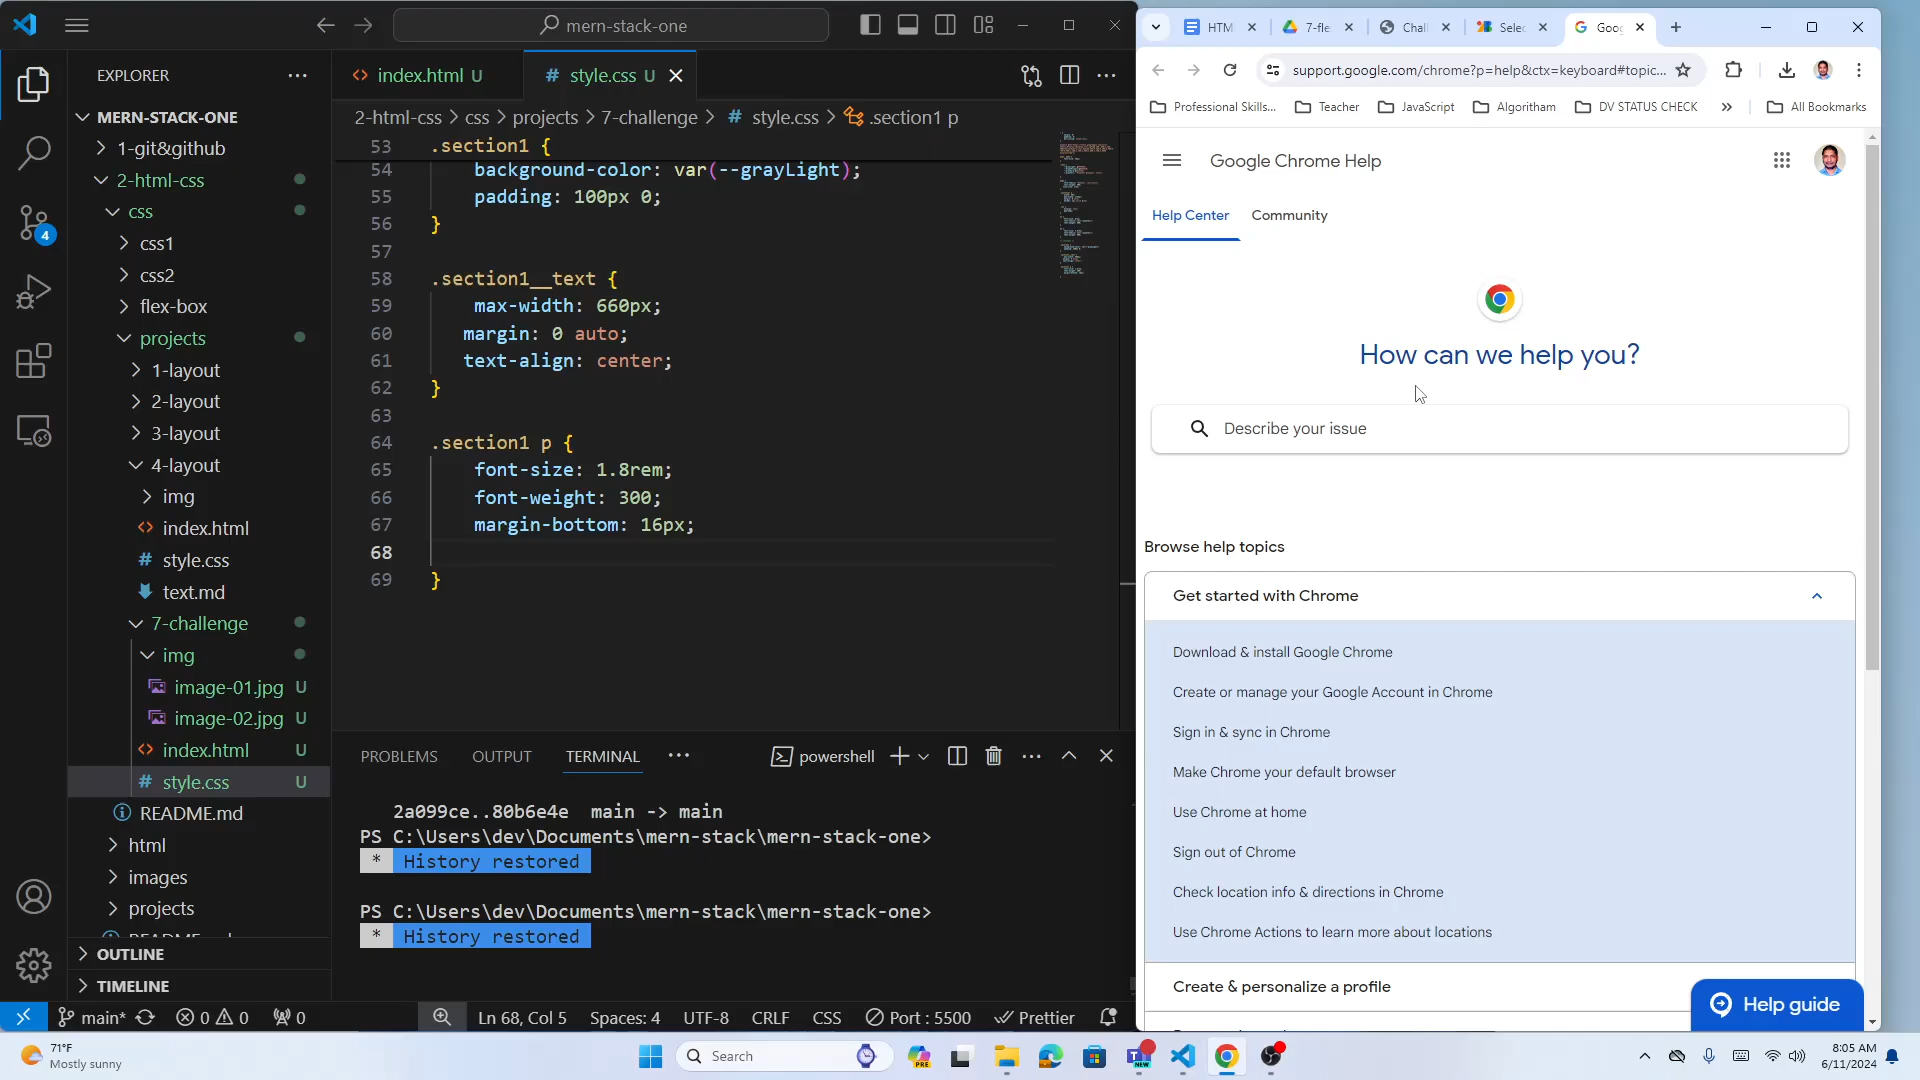 mern-stack-one
EXPLORER
MERN-STACK-ONE
1-git&github
2-html-css
css
css1
css2
flex-box
projects
1-layout
2-layout
3-layout
4-layout
img
index.html
style.css
text.md
7-challenge
img
image-01.jpg U
image-02.jpg U
index.html U
style.css U
README.md
html
images
projects
OUTLINE
TIMELINE
index.html U
# style.css U
2-html-css > css > projects > 7-challenge > # style.css > .section1 p
53 .section1 {
54 background-color: var(--grayLight);
55 padding: 100px 0;
56 }
57
58 .section1__text {
59 max-width: 660px;
60 margin: 0 auto;
61 text-align: center;
62 }
63
64 .section1 p {
65 font-size: 1.8rem;
66 font-weight: 300;
67 margin-bottom: 16px;
68
69 }
PROBLEMS OUTPUT TERMINAL
powershell
2a099ce..80b6e4e main -> main
PS C:\Users\dev\Documents\mern-stack\mern-stack-one>
* History restored
PS C:\Users\dev\Documents\mern-stack\mern-stack-one>
* History restored
4
main* 0 0 0
Ln 68, Col 5 Spaces: 4 UTF-8 CRLF CSS Port : 5500 Prettier
HTM 7-fle Chal Selec Goog
support.google.com/chrome?p=help&ctx=keyboard#topic...
Professional Skills... Teacher JavaScript Algoritham DV STATUS CHECK » All Bookmarks
Google Chrome Help
Help Center Community
How can we help you?
Describe your issue
Browse help topics
Get started with Chrome
Download & install Google Chrome
Create or manage your Google Account in Chrome
Sign in & sync in Chrome
Make Chrome your default browser
Use Chrome at home
Sign out of Chrome
Check location info & directions in Chrome
Use Chrome Actions to learn more about locations
Create & personalize a profile
Help guide
71°F
Mostly sunny
Search
PRE
NEW
8:05 AM
6/11/2024